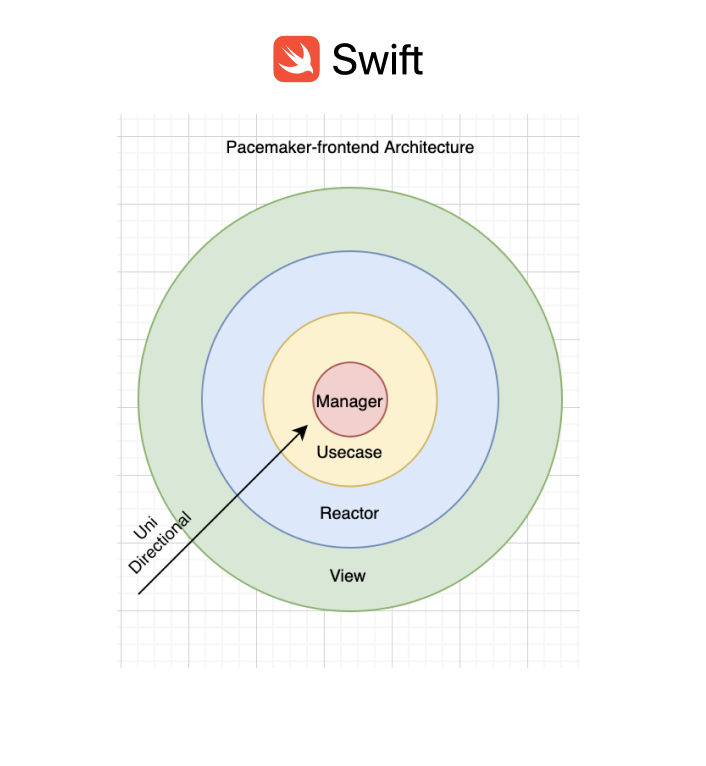 Swift
Pacemaker-frontend Architecture
Manager
Usecase
Reactor
Uni
Directional
View